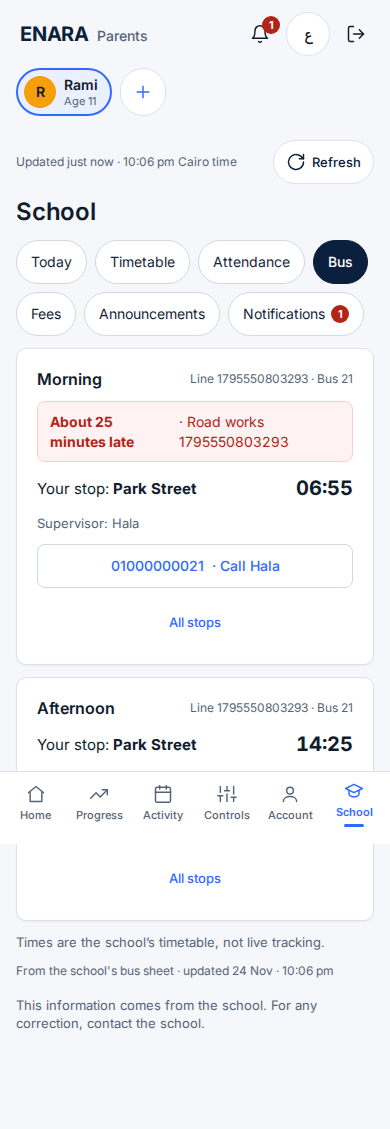 ENARA Parents
1
ع
R
Rami
Age 11
Updated just now · 10:06 pm Cairo time
Refresh
School
Today
Timetable
Attendance
Bus
Fees
Announcements
Notifications 1
Morning
Line 1795550803293 · Bus 21
About 25
minutes late
· Road works
1795550803293
Your stop: Park Street
06:55
Supervisor: Hala
01000000021 · Call Hala
All stops
Afternoon
Line 1795550803293 · Bus 21
Your stop: Park Street
14:25
Home
Progress
Activity
Controls
Account
School
All stops
Times are the school's timetable, not live tracking.
From the school's bus sheet · updated 24 Nov · 10:06 pm
This information comes from the school. For any
correction, contact the school.